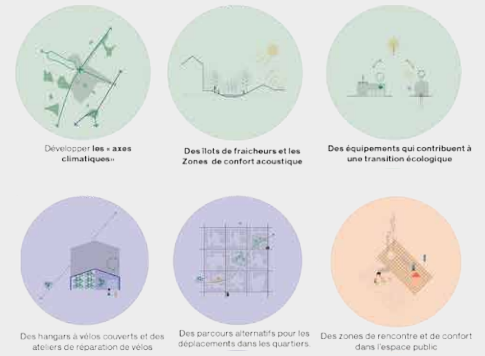 Développer les « axes
climatiques»
Des îlots de fraicheurs et les
Zones de confort acoustique
Des équipements qui contribuent à
une transition écologique
Des hangars à vélos couverts et des
ateliers de réparation de vélos
Des parcours alternatifs pour les
déplacements dans les quartiers.
Des zones de rencontre et de confort
dans l'espace public